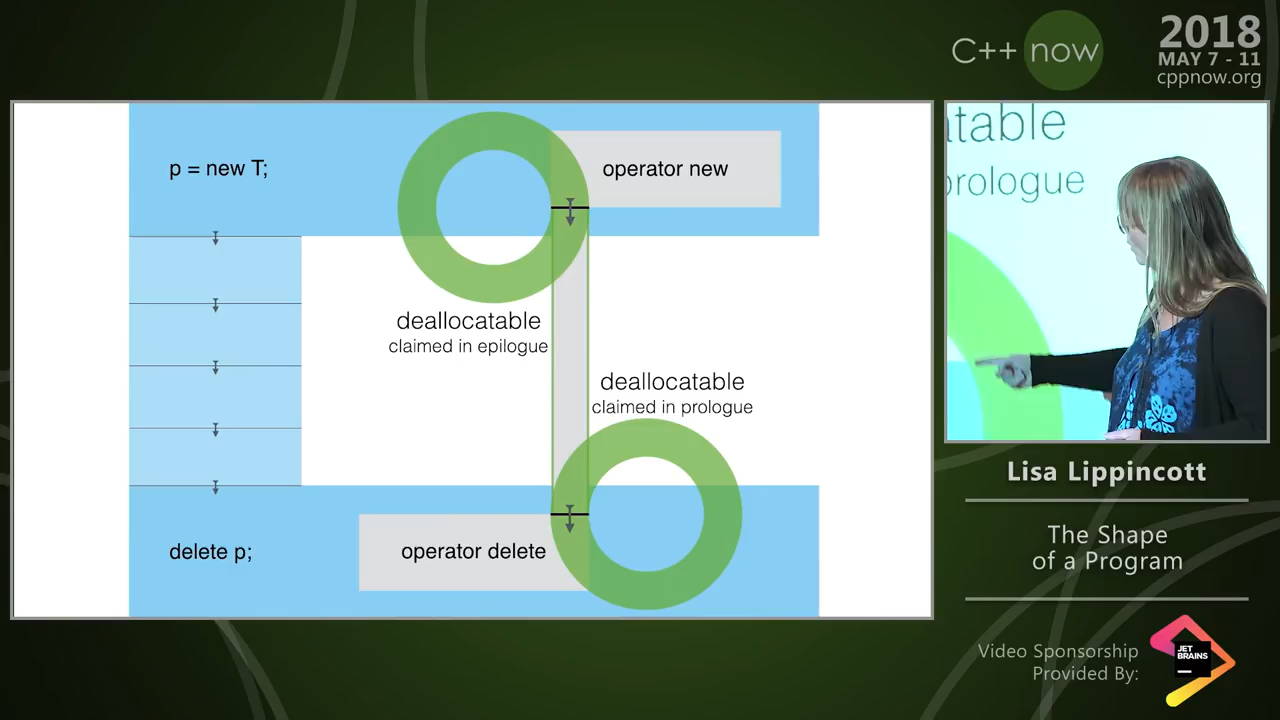 C++ now
2018
MAY 7 - 11
cppnow.org
p = new T;
operator new
deallocatable
claimed in epilogue
deallocatable
claimed in prologue
delete p;
operator delete
atable
prologue
Lisa Lippincott
The Shape
of a Program
Video Sponsorship
Provided By:
JET
BRAINS